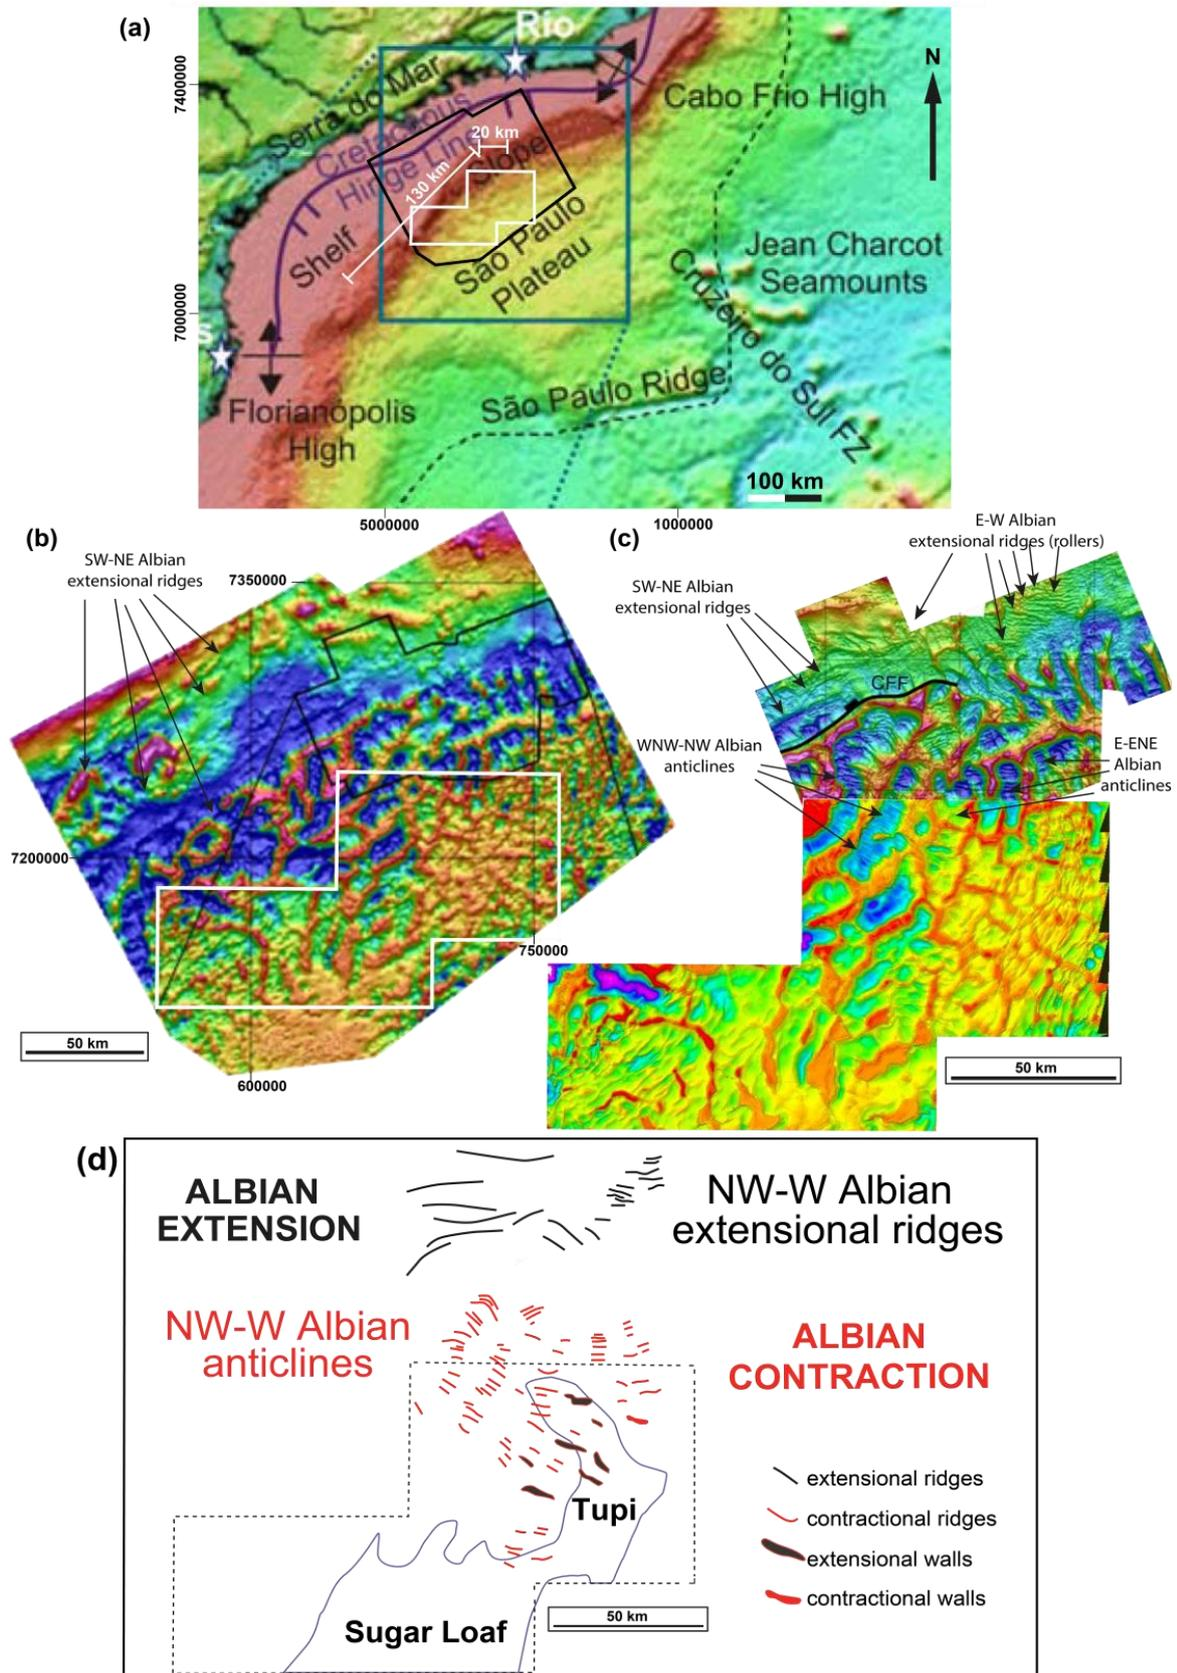 (a)
Rio
N
7400000
Serra do Mar
Cabo Frio High
Cretaceous
Hinge Line
20 km
Slope
130 km
Shelf
São Paulo
Plateau
Jean Charcot
Seamounts
Cruzeiro do Sul FZ
7000000
S
São Paulo Ridge
Florianópolis
High
100 km
5000000
1000000
(b)
SW-NE Albian
extensional ridges
7350000
7200000
750000
50 km
600000
(c)
E-W Albian
extensional ridges (rollers)
SW-NE Albian
extensional ridges
CFF
WNW-NW Albian
anticlines
E-ENE
Albian
anticlines
50 km
(d)
ALBIAN
EXTENSION
NW-W Albian
extensional ridges
NW-W Albian
anticlines
ALBIAN
CONTRACTION
extensional ridges
contractional ridges
extensional walls
contractional walls
Tupi
50 km
Sugar Loaf